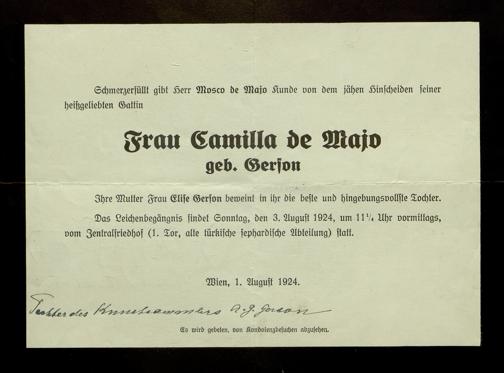 Schmerzerfüllt gibt Herr Mosco de Majo Kunde von dem jähen Hinscheiden seiner
heißgeliebten Gattin
Frau Camilla de Majo
geb. Gerson
Ihre Mutter Frau Elise Gerson beweint in ihr die beste und hingebungsvollste Tochter.
Das Leichenbegängnis findet Sonntag, den 3. August 1924, um 11¼ Uhr vormittags,
vom Zentralfriedhof (1. Tor, alte türkische sephardische Abteilung) statt.
Wien, 1. August 1924.
Tochter des Kunstsammlers A. J. Gerson
Es wird gebeten, von Kondolenzbesuchen abzusehen.